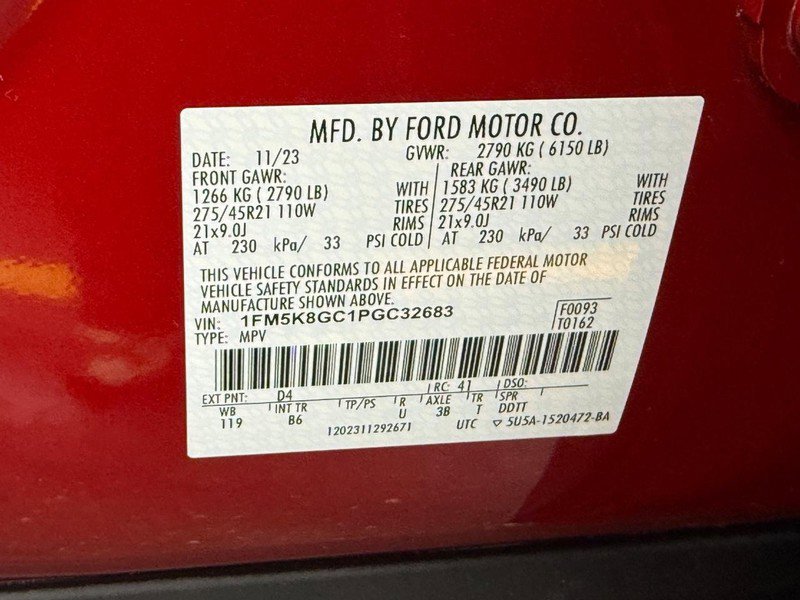 MFD. BY FORD MOTOR CO.
DATE: 11/23 GVWR: 2790 KG ( 6150 LB)
FRONT GAWR: REAR GAWR:
1266 KG ( 2790 LB) WITH 1583 KG ( 3490 LB) WITH
275/45R21 110W TIRES 275/45R21 110W TIRES
21x9.0J RIMS 21x9.0J RIMS
AT 230 kPa/ 33 PSI COLD AT 230 kPa/ 33 PSI COLD
THIS VEHICLE CONFORMS TO ALL APPLICABLE FEDERAL MOTOR
VEHICLE SAFETY STANDARDS IN EFFECT ON THE DATE OF
MANUFACTURE SHOWN ABOVE.
VIN: 1FM5K8GC1PGC32683 F0093
TYPE: MPV T0162
EXT PNT: D4 RC: 41 DSO:
WB INT TR TP/PS R AXLE TR SPR
119 B6 U 3B T DDTT
1202311292671 UTC ▽ 5U5A-1520472-BA